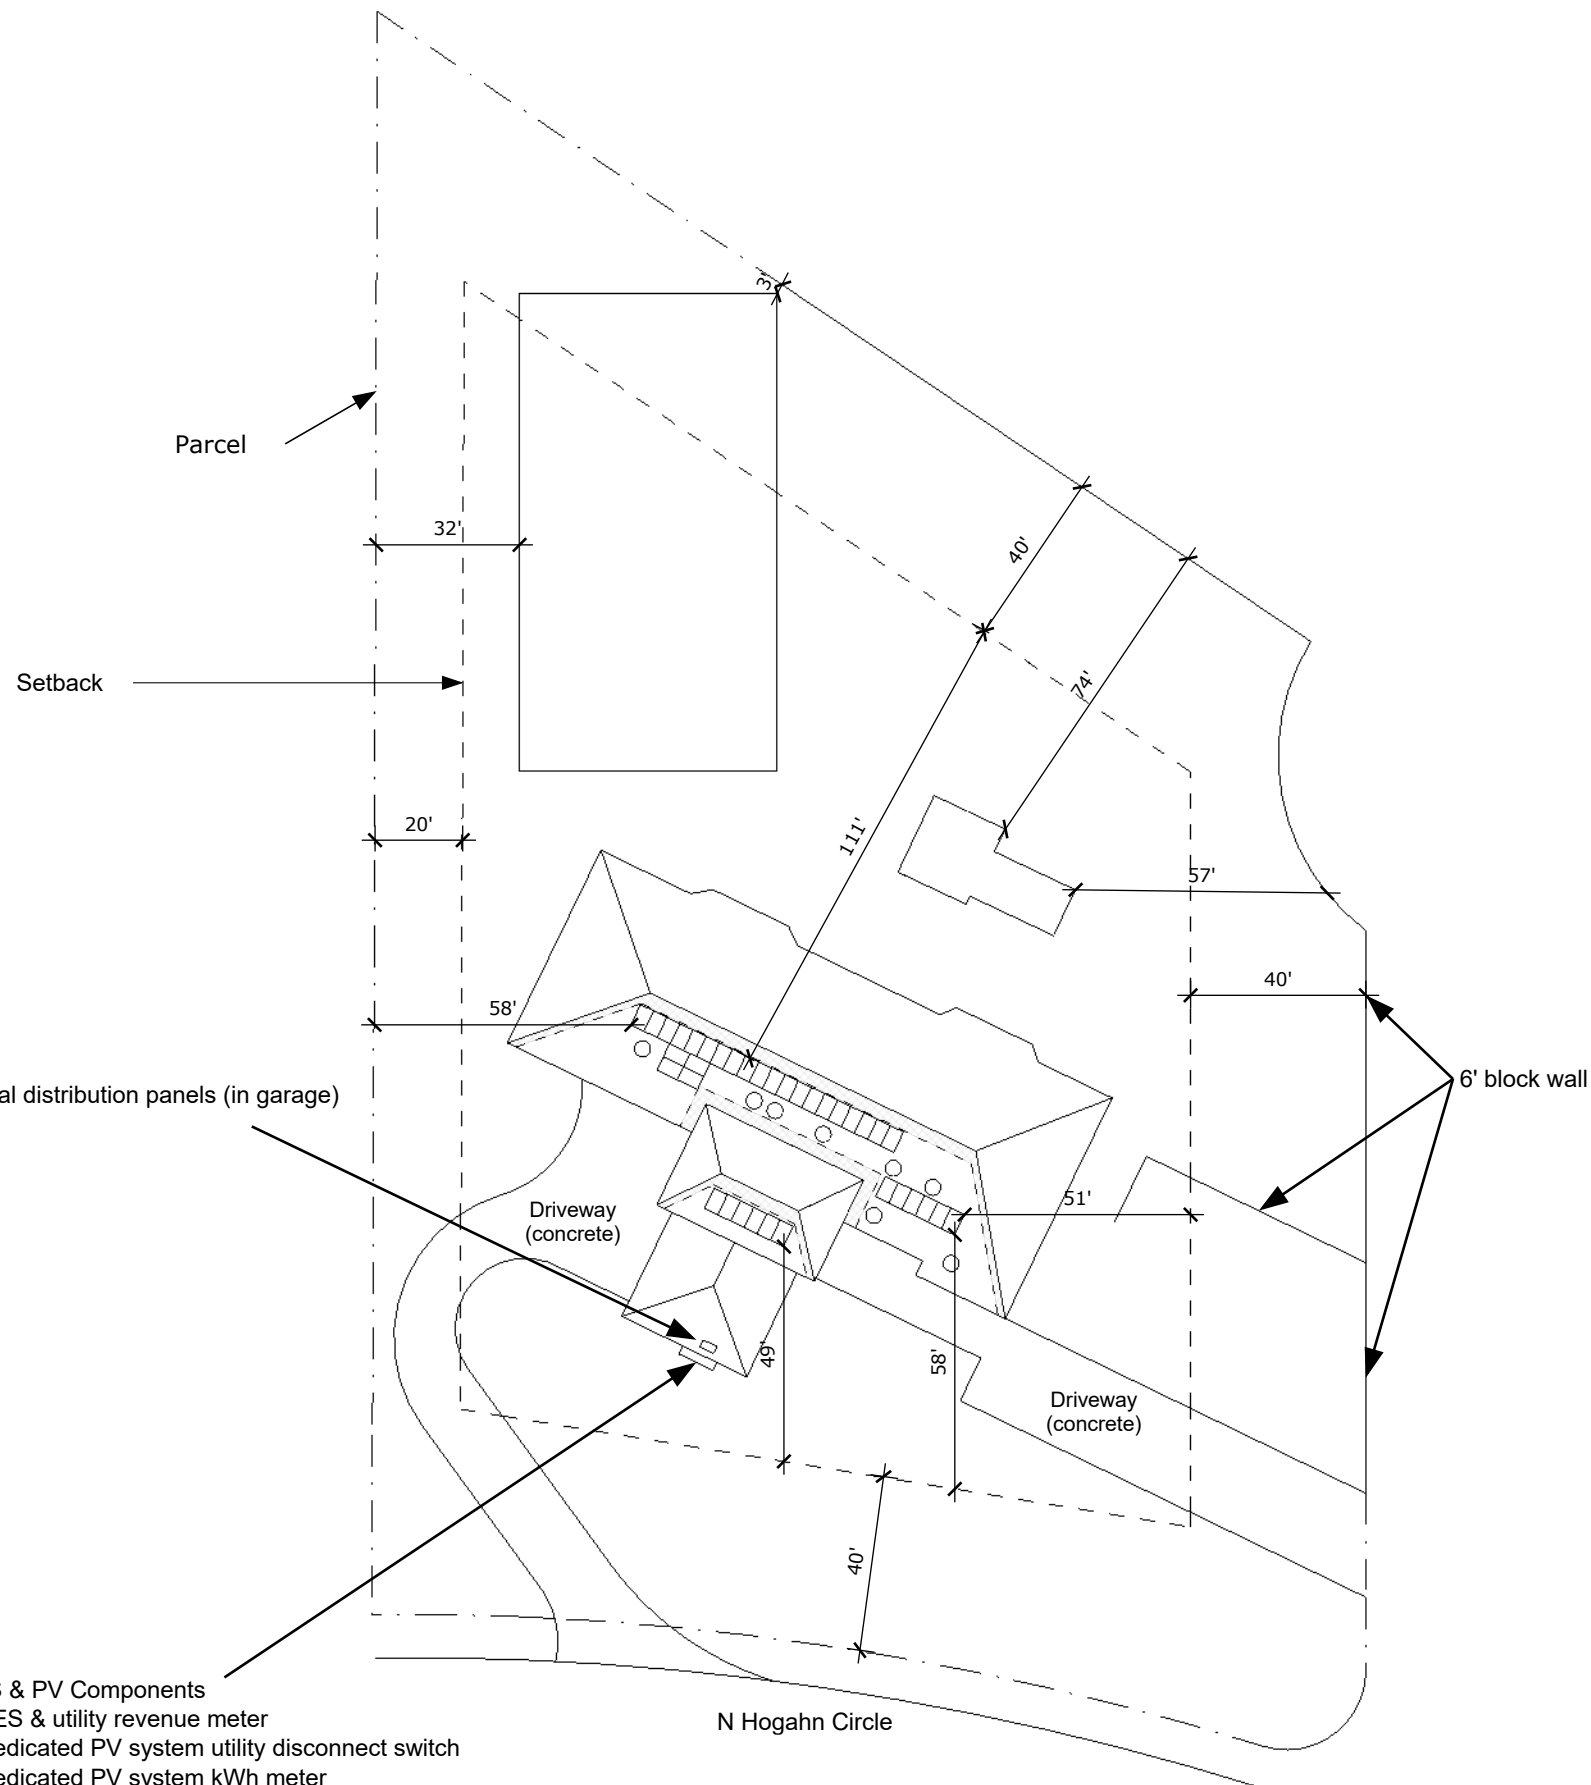 3'
Parcel
32'
40'
Setback
74'
20'
111'
57'
40'
58'
al distribution panels (in garage)
6' block wall
51'
Driveway
(concrete)
49'
58'
Driveway
(concrete)
40'
S & PV Components
ES & utility revenue meter
edicated PV system utility disconnect switch
edicated PV system kWh meter
N Hogahn Circle